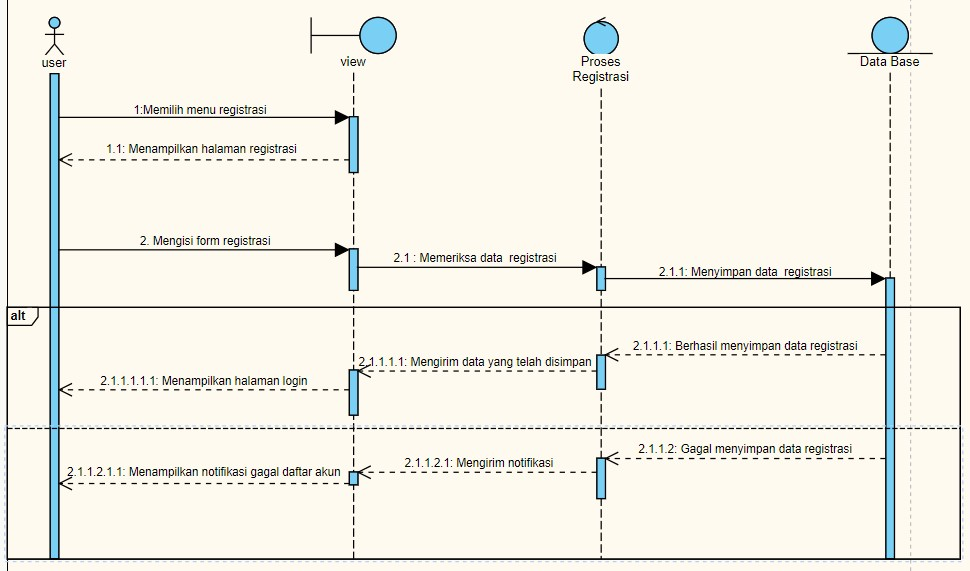 user
view
Proses
Registrasi
Data Base
1:Memilih menu registrasi
1.1: Menampilkan halaman registrasi
2. Mengisi form registrasi
2.1 : Memeriksa data  registrasi
2.1.1: Menyimpan data  registrasi
alt
2.1.1.1: Berhasil menyimpan data registrasi
2.1.1.1.1: Mengirim data yang telah disimpan
2.1.1.1.1.1: Menampilkan halaman login
2.1.1.2: Gagal menyimpan data registrasi
2.1.1.2.1: Mengirim notifikasi
2.1.1.2.1.1: Menampilkan notifikasi gagal daftar akun